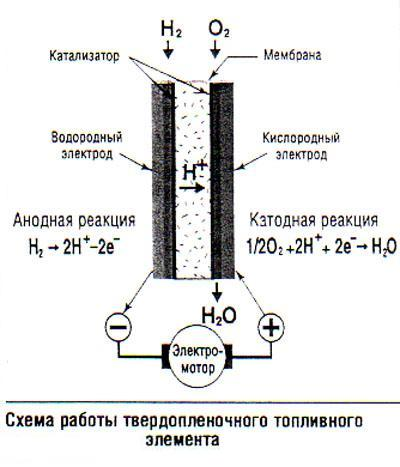 H₂ O₂
Катализатор
Мембрана
Водородный
электрод
Кислородный
электрод
H⁺
Анодная реакция
H₂→2H⁺–2e⁻
Катодная реакция
1/2O₂+2H⁺+2e⁻→H₂O
H₂O
– +
Электро-
мотор
Схема работы твердопленочного топливного
элемента